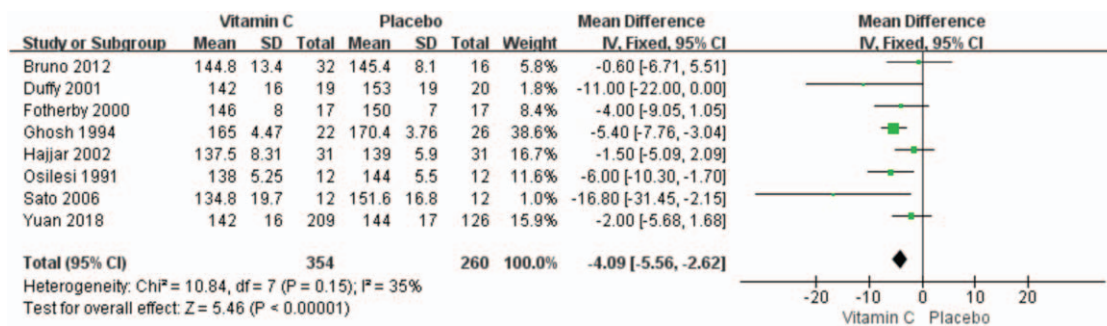 Vitamin C Placebo Mean Difference Mean Difference
Study or Subgroup Mean SD Total Mean SD Total Weight IV, Fixed, 95% CI IV, Fixed, 95% CI
Bruno 2012 144.8 13.4 32 145.4 8.1 16 5.8% -0.60 [-6.71, 5.51]
Duffy 2001 142 16 19 153 19 20 1.8% -11.00 [-22.00, 0.00]
Fotherby 2000 146 8 17 150 7 17 8.4% -4.00 [-9.05, 1.05]
Ghosh 1994 165 4.47 22 170.4 3.76 26 38.6% -5.40 [-7.76, -3.04]
Hajjar 2002 137.5 8.31 31 139 5.9 31 16.7% -1.50 [-5.09, 2.09]
Osilesi 1991 138 5.25 12 144 5.5 12 11.6% -6.00 [-10.30, -1.70]
Sato 2006 134.8 19.7 12 151.6 16.8 12 1.0% -16.80 [-31.45, -2.15]
Yuan 2018 142 16 209 144 17 126 15.9% -2.00 [-5.68, 1.68]
Total (95% CI) 354 260 100.0% -4.09 [-5.56, -2.62]
Heterogeneity: Chi² = 10.84, df = 7 (P = 0.15); I² = 35%
Test for overall effect: Z = 5.46 (P < 0.00001)
-20 -10 0 10 20
Vitamin C Placebo